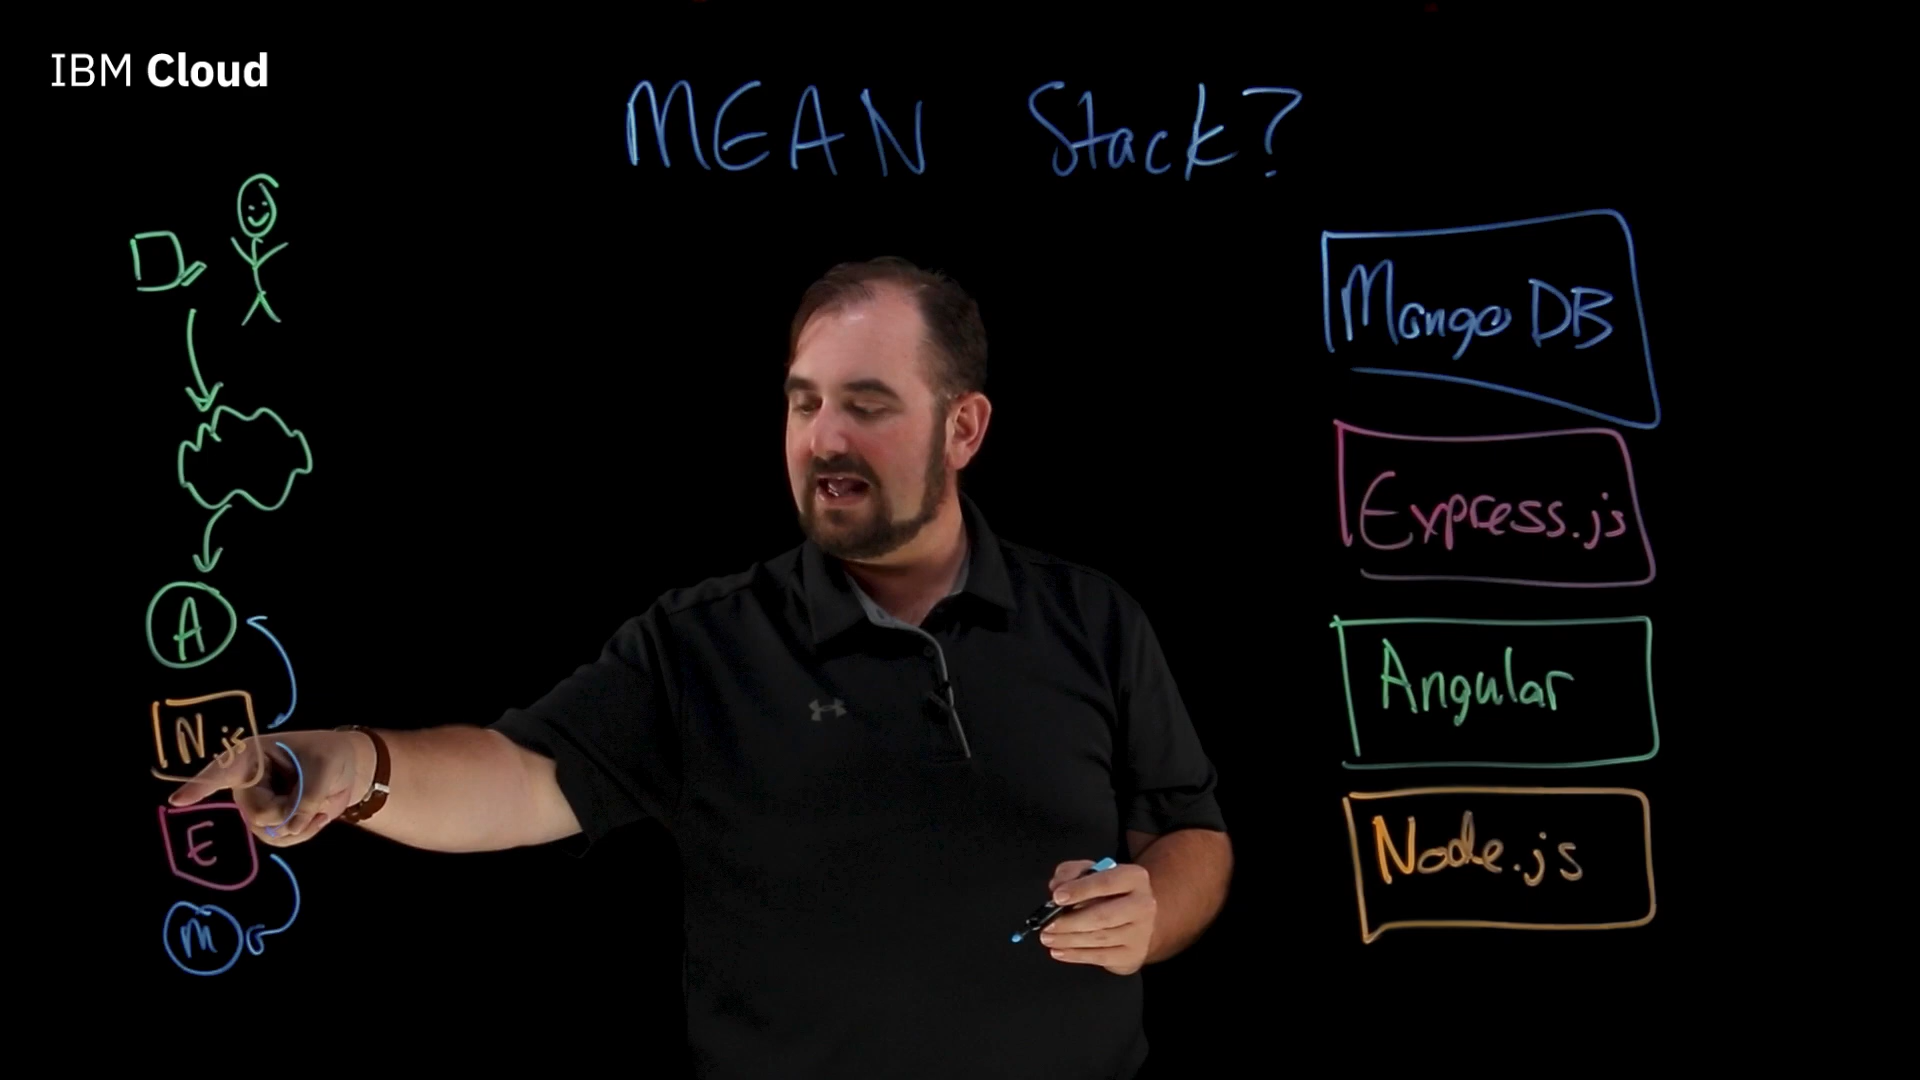 IBM Cloud
MEAN Stack?
A
N.js
E
M
Mongo DB
Express.js
Angular
Node.js